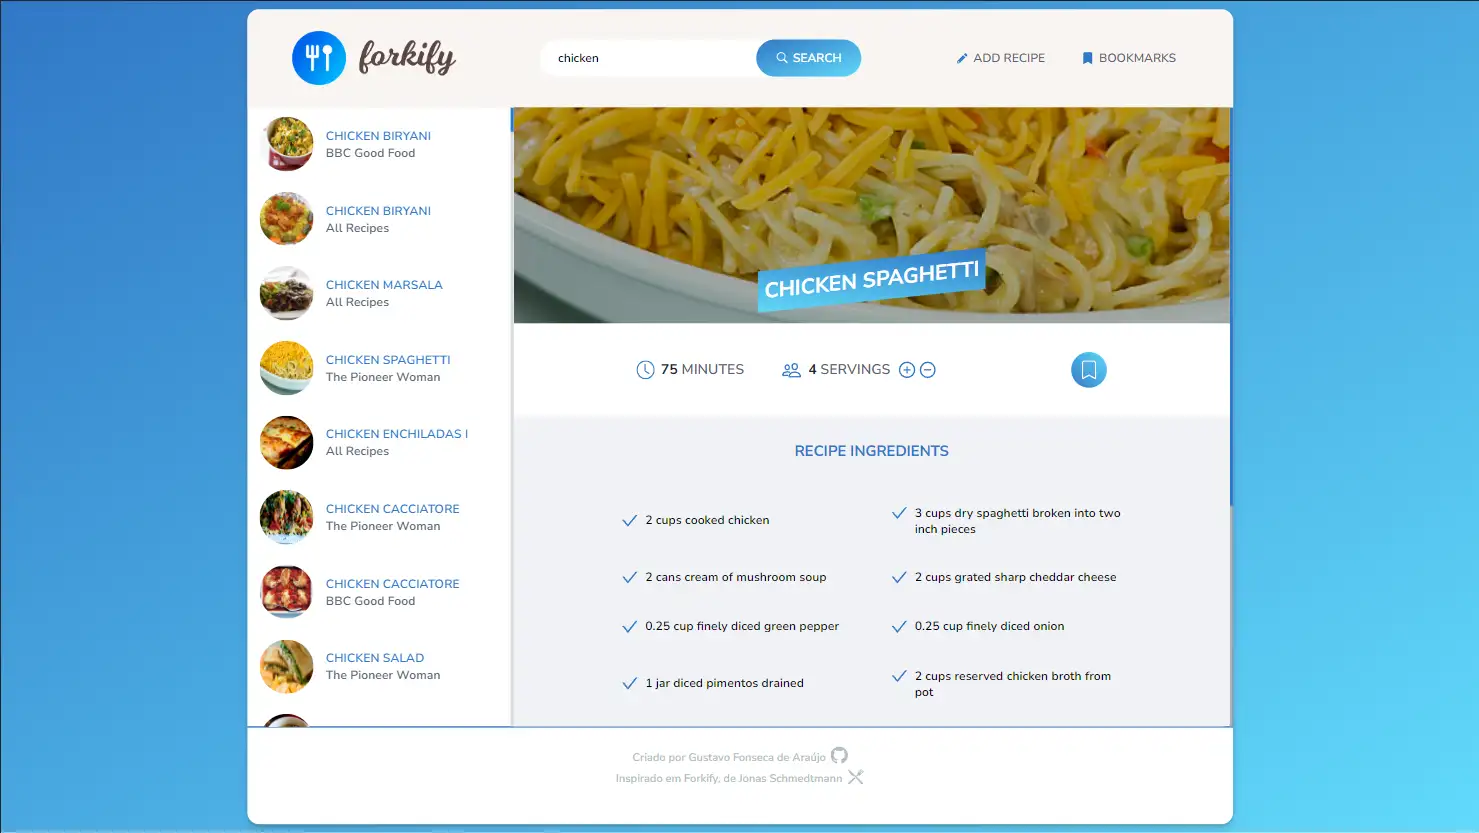 forkify
chicken
SEARCH
ADD RECIPE
BOOKMARKS
CHICKEN BIRYANI
BBC Good Food
CHICKEN BIRYANI
All Recipes
CHICKEN MARSALA
All Recipes
CHICKEN SPAGHETTI
The Pioneer Woman
CHICKEN ENCHILADAS I
All Recipes
CHICKEN CACCIATORE
The Pioneer Woman
CHICKEN CACCIATORE
BBC Good Food
CHICKEN SALAD
The Pioneer Woman
CHICKEN SPAGHETTI
75 MINUTES
4 SERVINGS
RECIPE INGREDIENTS
2 cups cooked chicken
3 cups dry spaghetti broken into two
inch pieces
2 cans cream of mushroom soup
2 cups grated sharp cheddar cheese
0.25 cup finely diced green pepper
0.25 cup finely diced onion
1 jar diced pimentos drained
2 cups reserved chicken broth from
pot
Criado por Gustavo Fonseca de Araújo
Inspirado em Forkify, de Jonas Schmedtmann